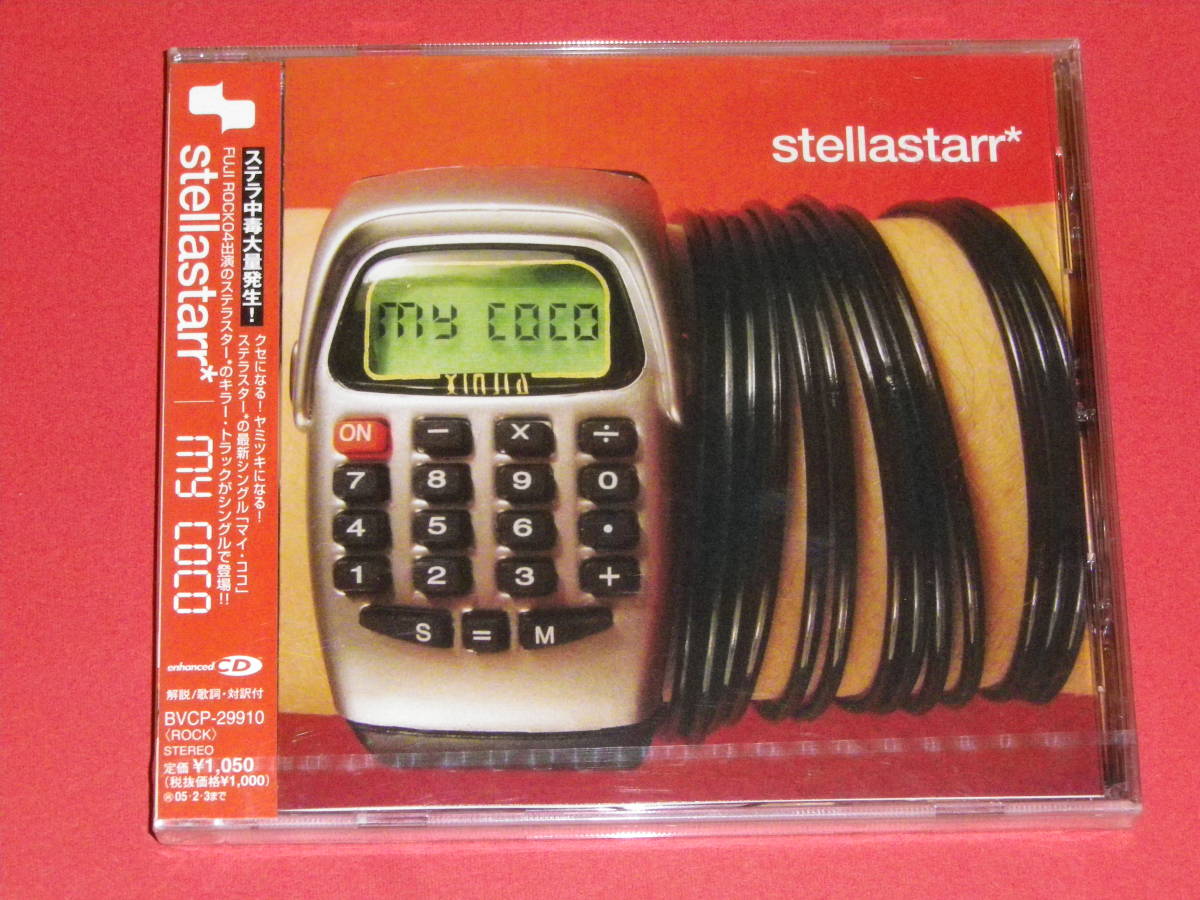 stellastarr*
my coco
XINJIA
ON − × ÷
7 8 9 0
4 5 6 •
1 2 3 +
S = M
stellastarr* | my coco
ステラ中毒大量発生!
クセになる! ヤミツキになる!
ステラスター*の最新シングル「マイ・ココ」
FUJI ROCK04出演のステラスター*のキラー・トラックがシングルで登場!!
enhanced CD
解説/歌詞・対訳付
BVCP-29910
〈ROCK〉
STEREO
定価 ¥1,050
(税抜価格¥1,000)
05・2・3まで